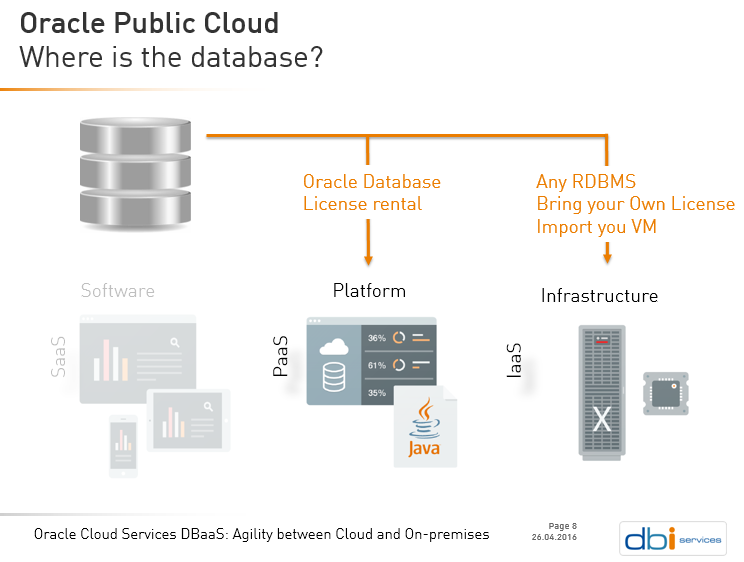 Oracle Public Cloud
Where is the database?
Oracle Database
License rental
Any RDBMS
Bring your Own License
Import you VM
Software
Platform
Infrastructure
SaaS
PaaS
IaaS
36%
61%
35%
X
Java
Oracle Cloud Services DBaaS: Agility between Cloud and On-premises
Page 8
26.04.2016
dbi services